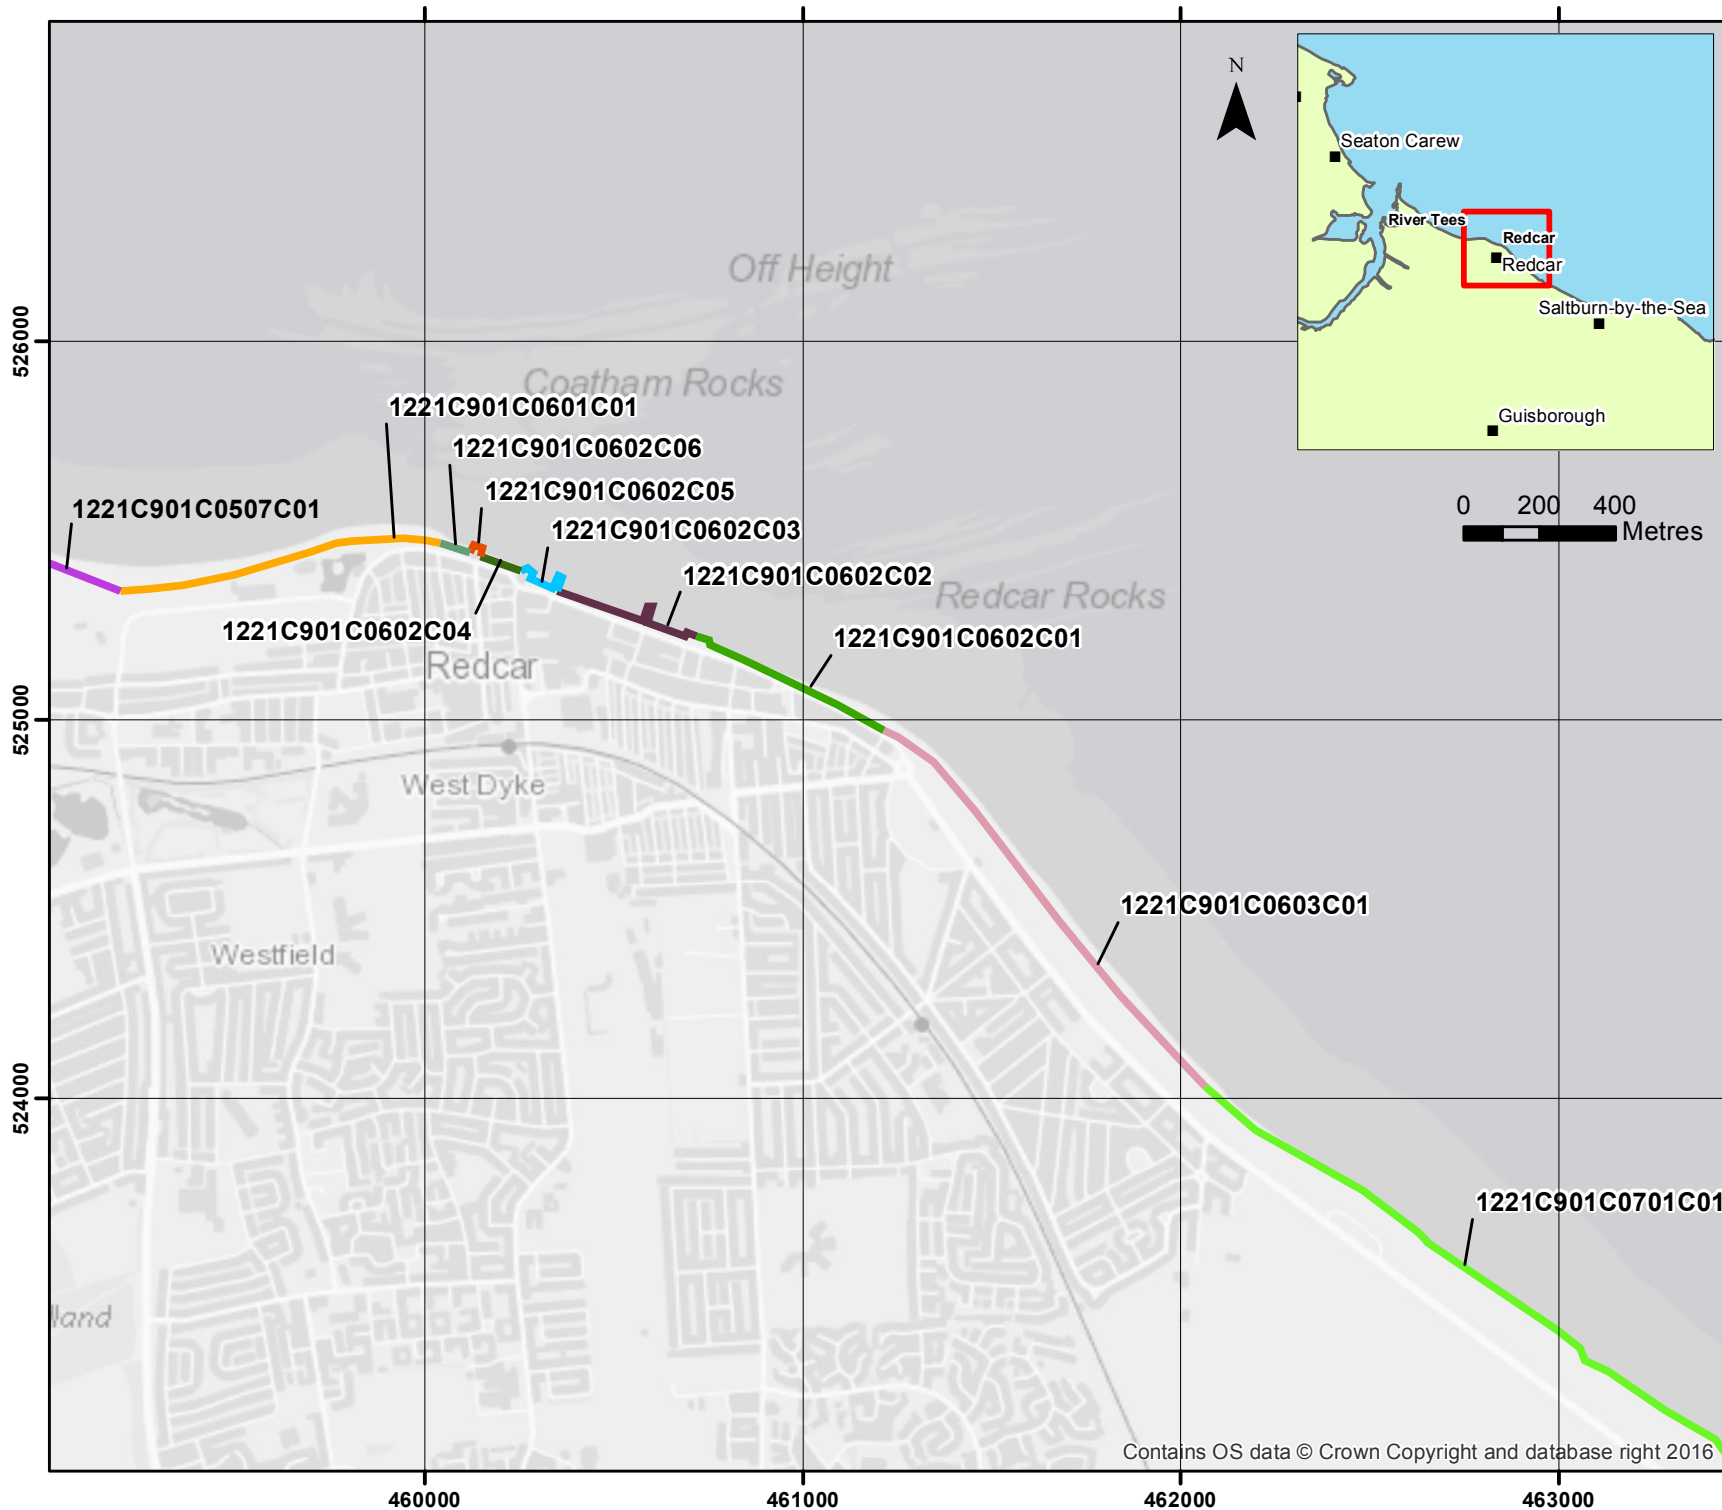 N
Seaton Carew
River Tees
Redcar
Redcar
Saltburn-by-the-Sea
Guisborough
Off Height
526000
Coatham Rocks
1221C901C0601C01
1221C901C0602C06
1221C901C0602C05
1221C901C0507C01
1221C901C0602C03
0 200 400
Metres
1221C901C0602C02
Redcar Rocks
1221C901C0602C04
1221C901C0602C01
Redcar
525000
West Dyke
1221C901C0603C01
Westfield
524000
1221C901C0701C01
land
Contains OS data © Crown Copyright and database right 2016
460000 461000 462000 463000